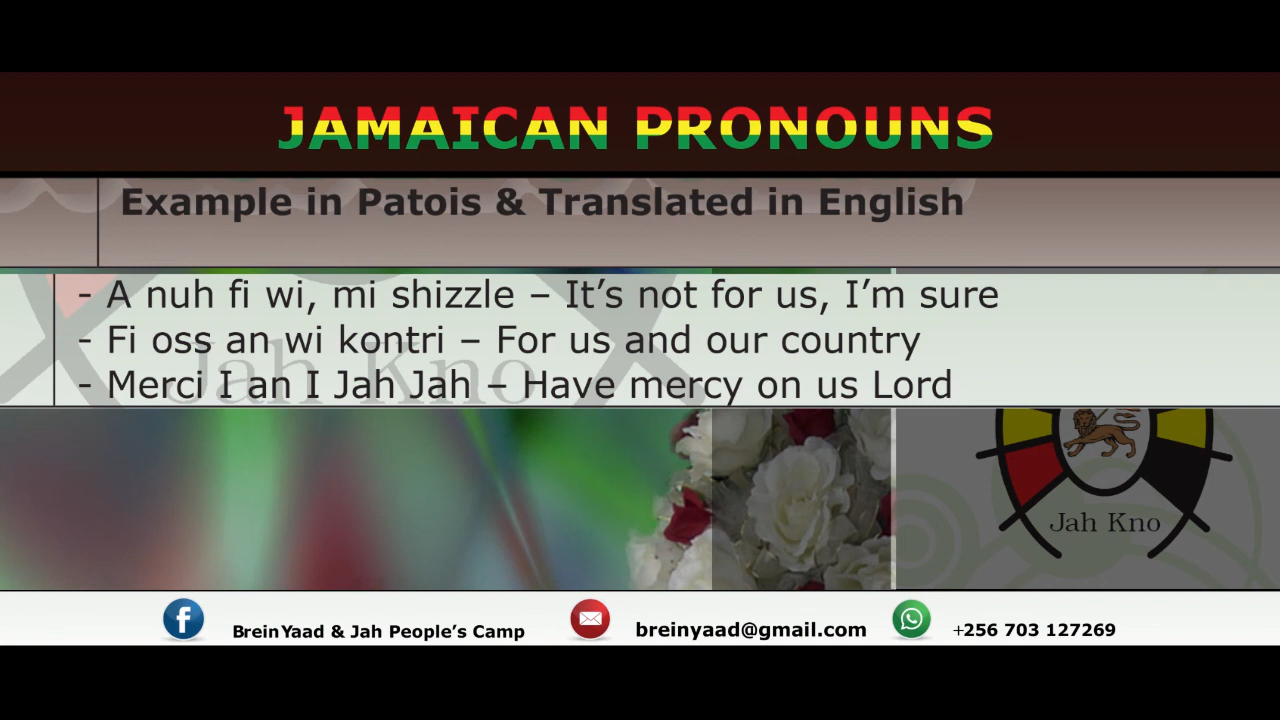 JAMAICAN PRONOUNS
Example in Patois & Translated in English
- A nuh fi wi, mi shizzle – It’s not for us, I’m sure
- Fi oss an wi kontri – For us and our country
- Merci I an I Jah Jah – Have mercy on us Lord
Jah Kno
Jah Kno
BreinYaad & Jah People’s Camp
breinyaad@gmail.com
+256 703 127269